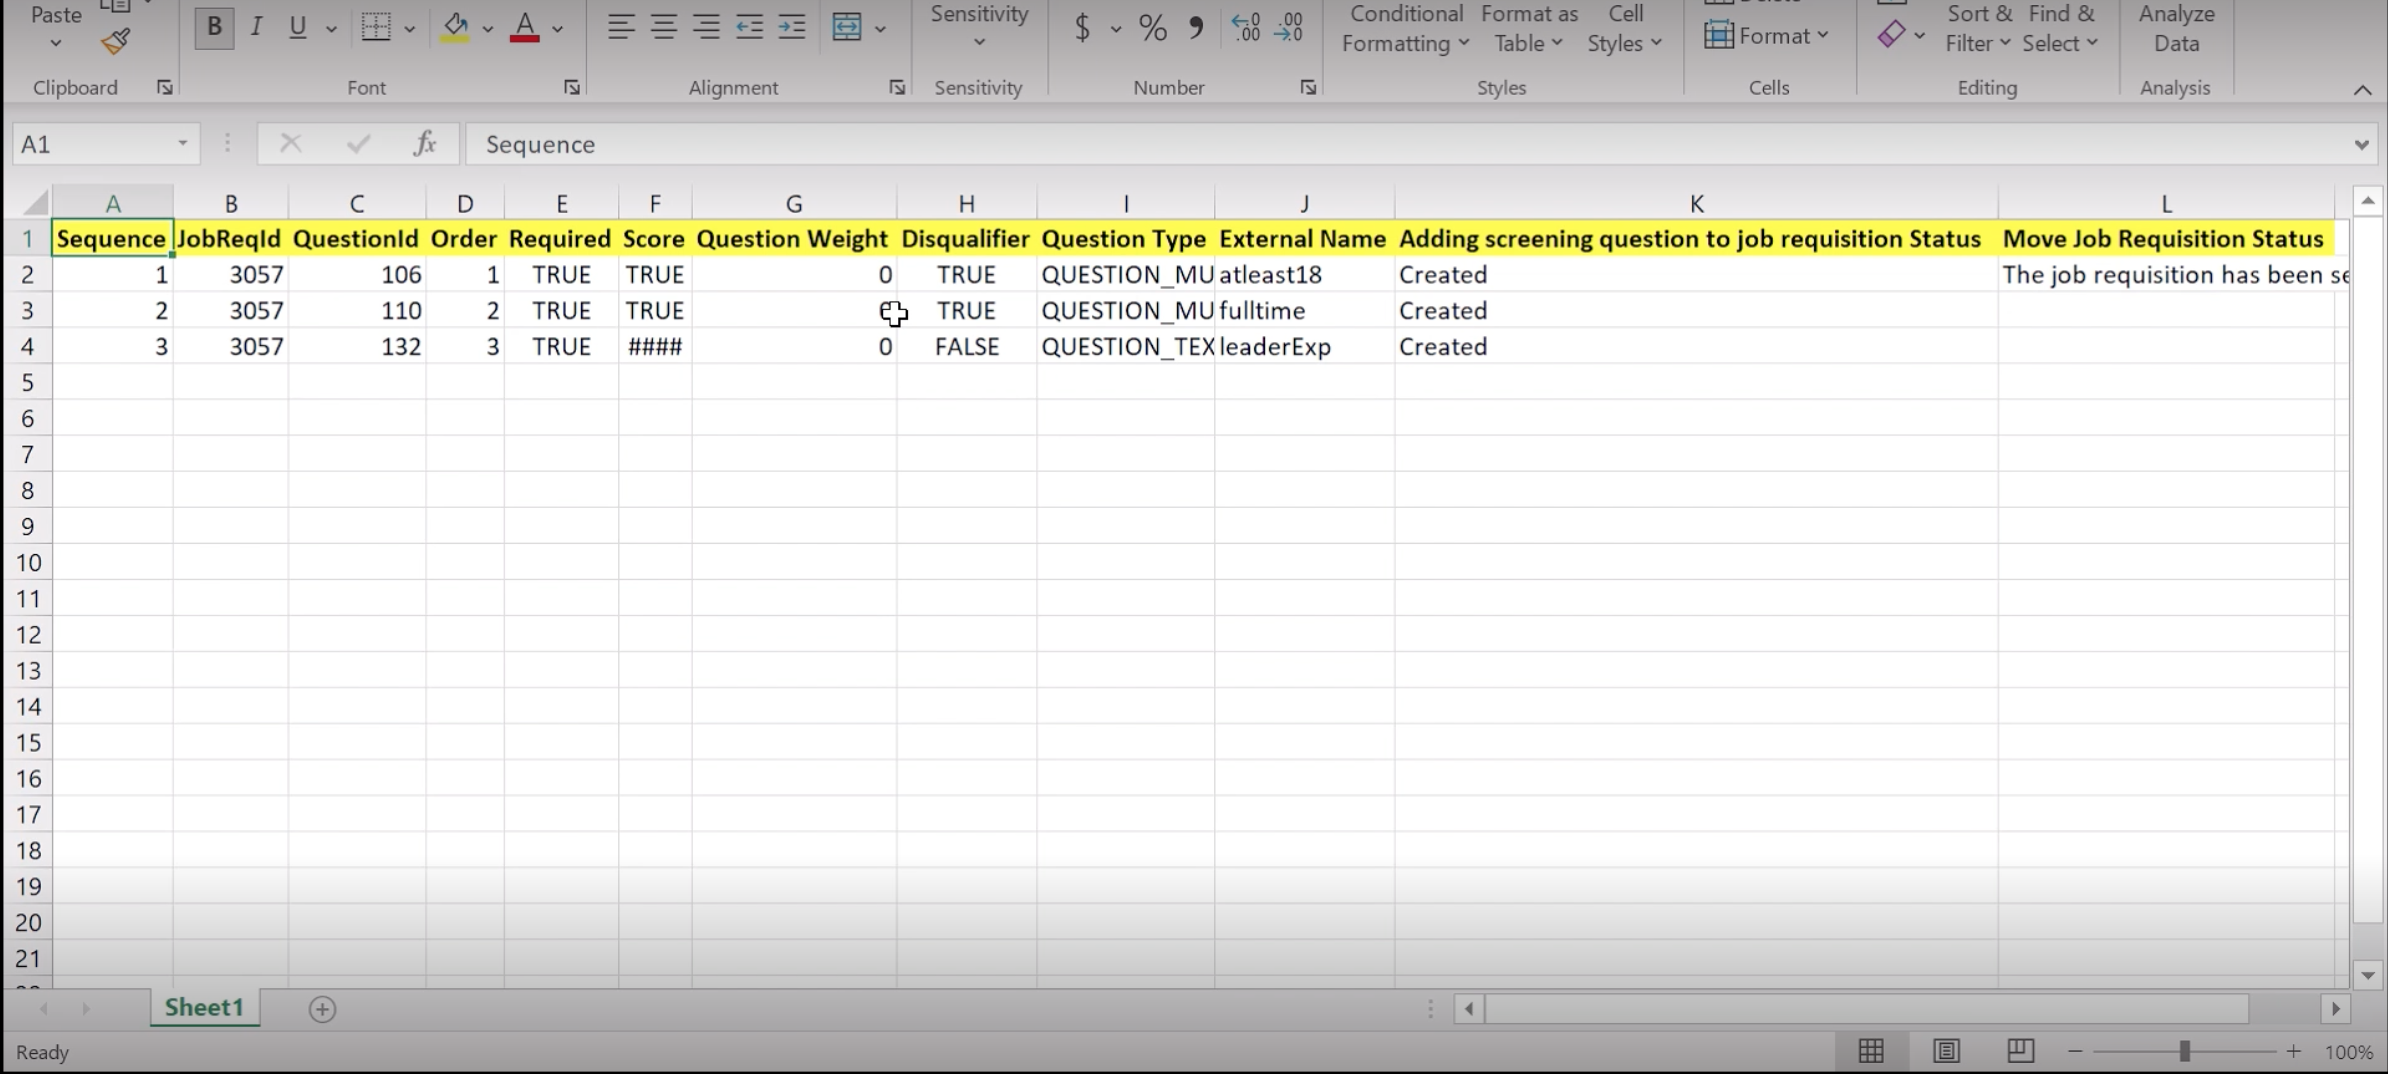 Paste
B I U A
$ % 9 .00 .00
Sensitivity
Conditional Formatting
Format as Table
Cell Styles
Format
Sort & Filter
Find & Select
Analyze Data
Clipboard Font Alignment Sensitivity Number Styles Cells Editing Analysis
A1 fx Sequence
A B C D E F G H I J K L
1 Sequence JobReqId QuestionId Order Required Score Question Weight Disqualifier Question Type External Name Adding screening question to job requisition Status Move Job Requisition Status
2 1 3057 106 1 TRUE TRUE 0 TRUE QUESTION_MU atleast18 Created The job requisition has been se
3 2 3057 110 2 TRUE TRUE TRUE QUESTION_MU fulltime Created
4 3 3057 132 3 TRUE #### 0 FALSE QUESTION_TEX leaderExp Created
5
6
7
8
9
10
11
12
13
14
15
16
17
18
19
20
21
Sheet1
Ready 100%